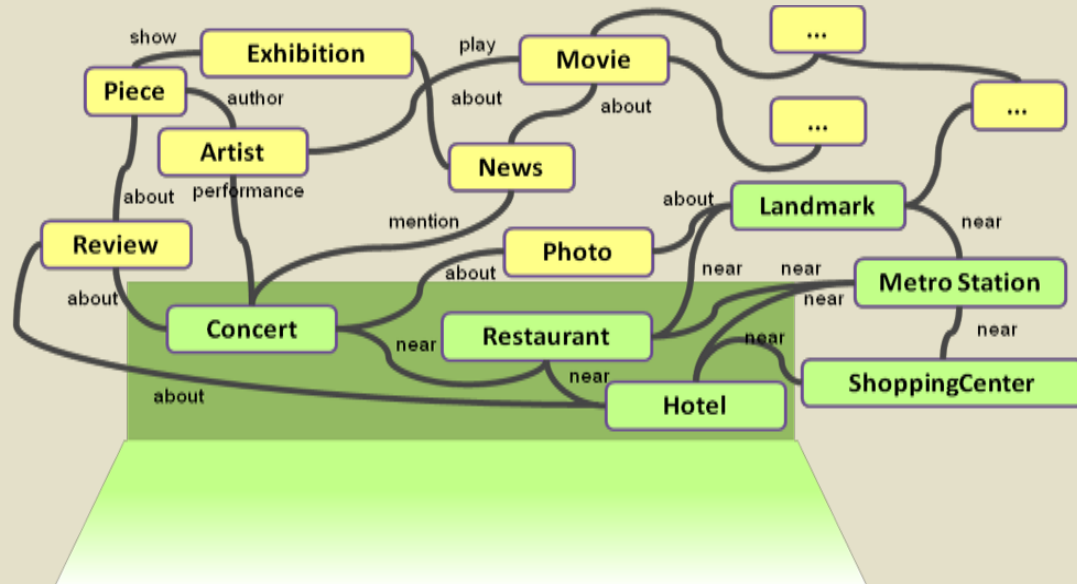 ...
show
play
Exhibition
Movie
Piece
author
about
about
...
...
Artist
News
performance
about
about
Landmark
mention
near
Review
Photo
about
near
near
Metro Station
about
near
Concert
Restaurant
near
near
near
near
ShoppingCenter
about
Hotel